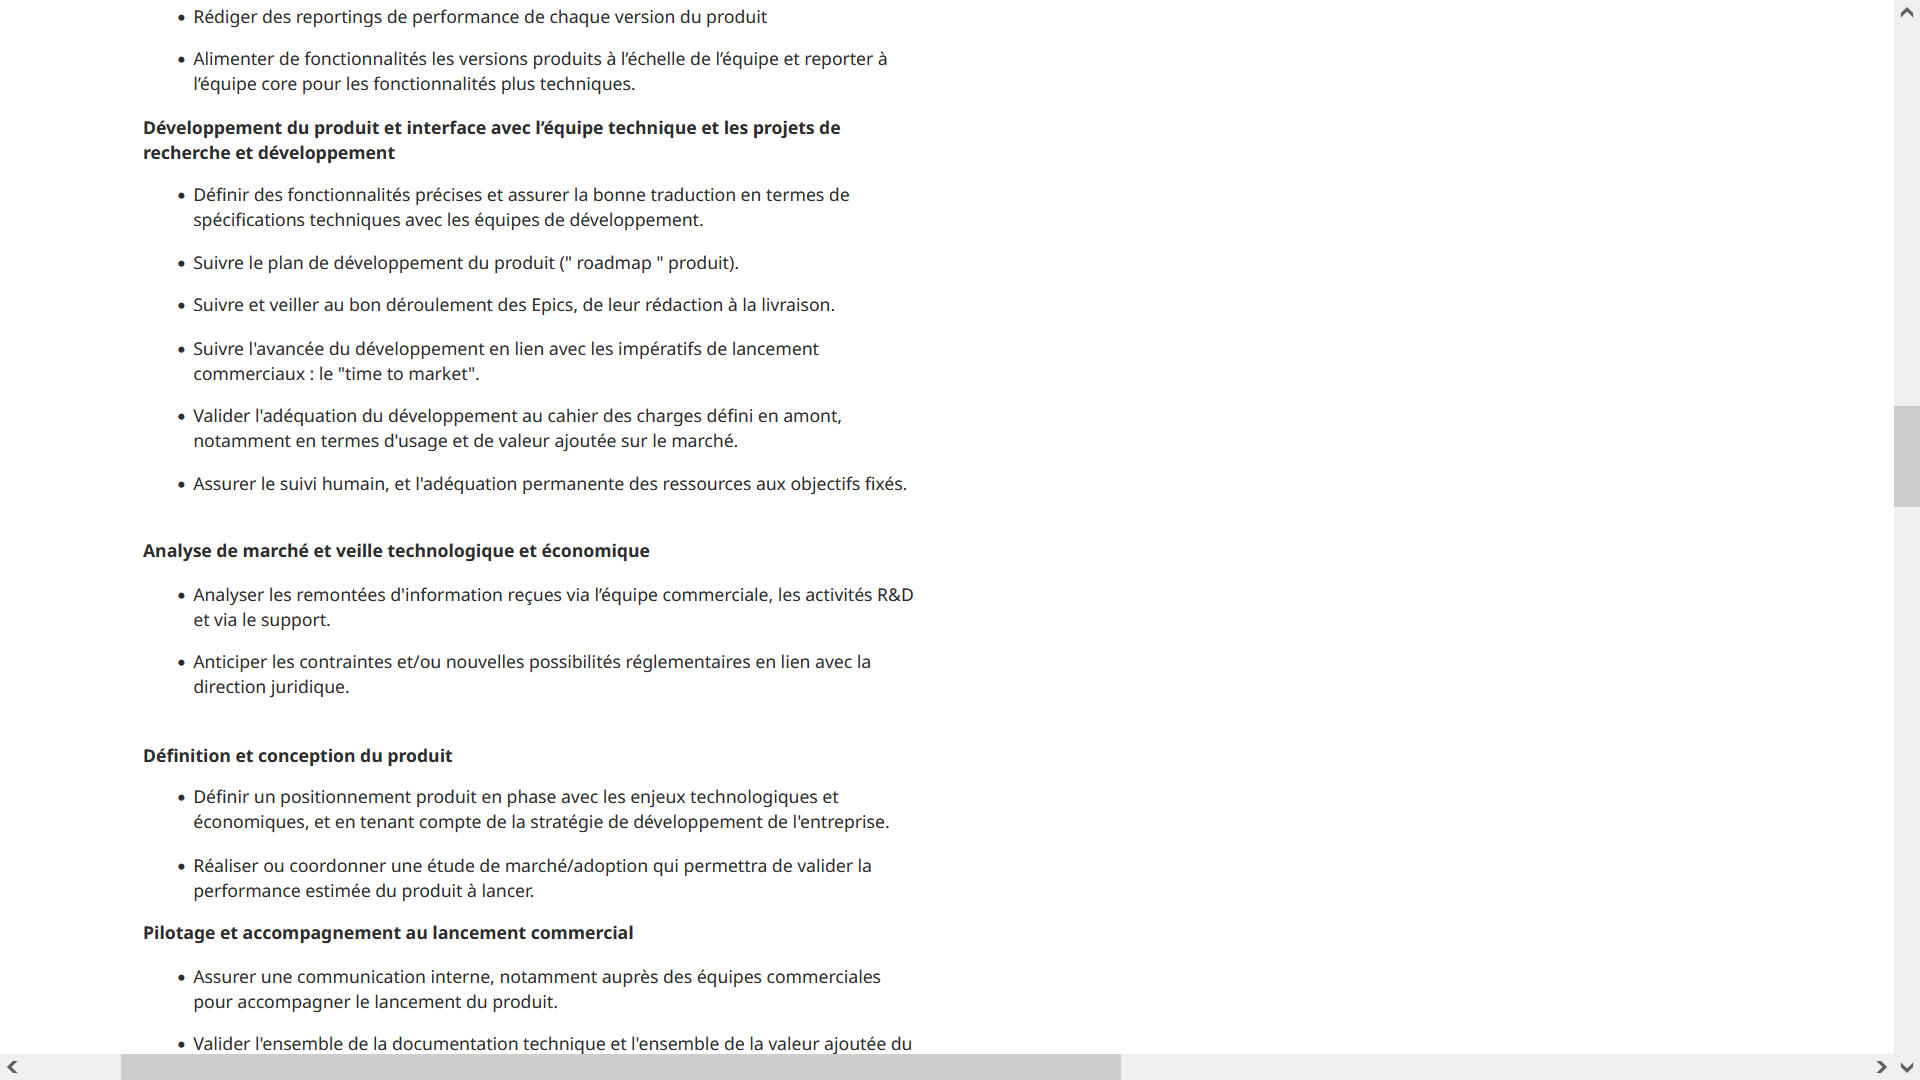 • Rédiger des reportings de performance de chaque version du produit
• Alimenter de fonctionnalités les versions produits à l’échelle de l’équipe et reporter à
l’équipe core pour les fonctionnalités plus techniques.
Développement du produit et interface avec l’équipe technique et les projets de
recherche et développement
• Définir des fonctionnalités précises et assurer la bonne traduction en termes de
spécifications techniques avec les équipes de développement.
• Suivre le plan de développement du produit (" roadmap " produit).
• Suivre et veiller au bon déroulement des Epics, de leur rédaction à la livraison.
• Suivre l'avancée du développement en lien avec les impératifs de lancement
commerciaux : le "time to market".
• Valider l'adéquation du développement au cahier des charges défini en amont,
notamment en termes d'usage et de valeur ajoutée sur le marché.
• Assurer le suivi humain, et l'adéquation permanente des ressources aux objectifs fixés.
Analyse de marché et veille technologique et économique
• Analyser les remontées d'information reçues via l’équipe commerciale, les activités R&D
et via le support.
• Anticiper les contraintes et/ou nouvelles possibilités réglementaires en lien avec la
direction juridique.
Définition et conception du produit
• Définir un positionnement produit en phase avec les enjeux technologiques et
économiques, et en tenant compte de la stratégie de développement de l'entreprise.
• Réaliser ou coordonner une étude de marché/adoption qui permettra de valider la
performance estimée du produit à lancer.
Pilotage et accompagnement au lancement commercial
• Assurer une communication interne, notamment auprès des équipes commerciales
pour accompagner le lancement du produit.
• Valider l'ensemble de la documentation technique et l'ensemble de la valeur ajoutée du